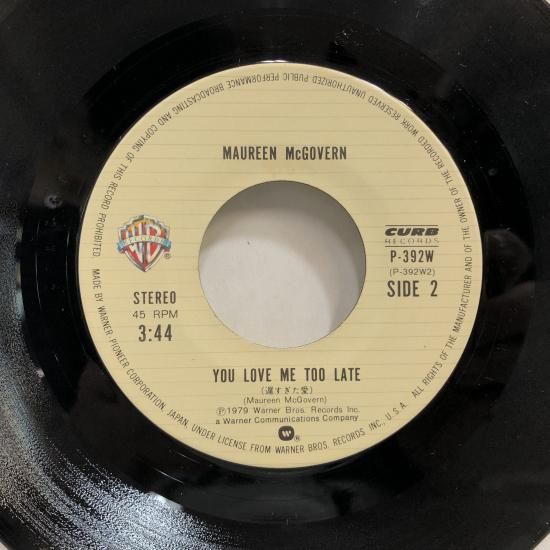 MAUREEN McGOVERN
WB
RECORDS
®
CURB
RECORDS
P-392W
(P-392W2)
STEREO
45 RPM
3:44
SIDE 2
YOU LOVE ME TOO LATE
(遅すぎた愛)
(Maureen McGovern)
Ⓟ1979 Warner Bros. Records Inc.
a Warner Communications Company
®
MADE BY WARNER-PIONEER CORPORATION, JAPAN, UNDER LICENSE FROM WARNER BROS. RECORDS INC., U.S.A. ALL RIGHTS OF THE MANUFACTURER AND OF THE OWNER OF THE RECORDED WORK RESERVED UNAUTHORIZED PUBLIC PERFORMANCE BROADCASTING AND COPYING OF THIS RECORD PROHIBITED